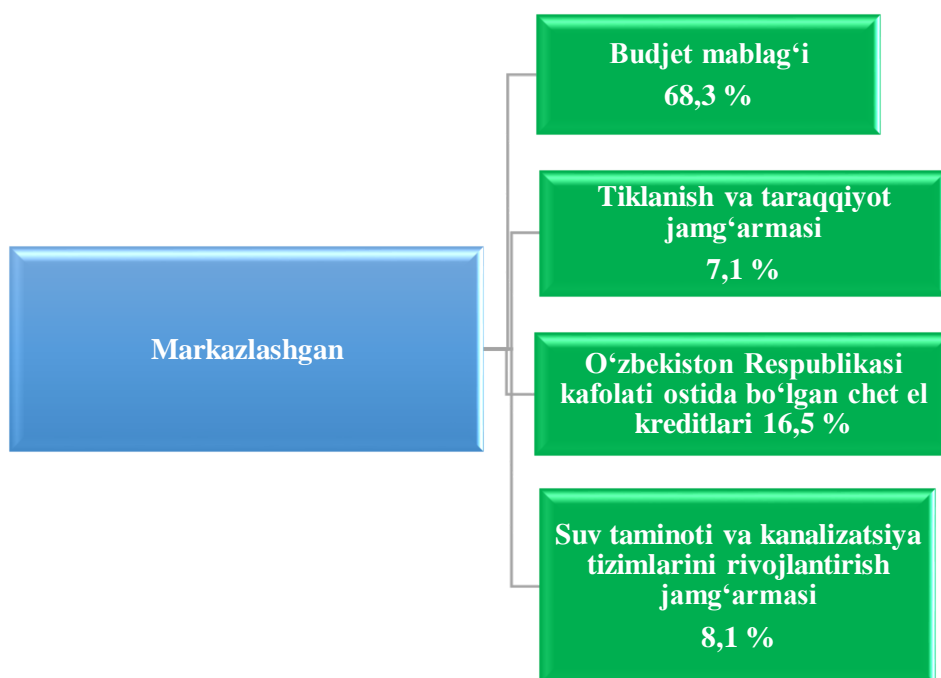 Budjet mablag‘i
68,3 %
Tiklanish va taraqqiyot
jamg‘armasi
7,1 %
Markazlashgan
O‘zbekiston Respublikasi
kafolati ostida bo‘lgan chet el
kreditlari 16,5 %
Suv taminoti va kanalizatsiya
tizimlarini rivojlantirish
jamg‘armasi
8,1 %